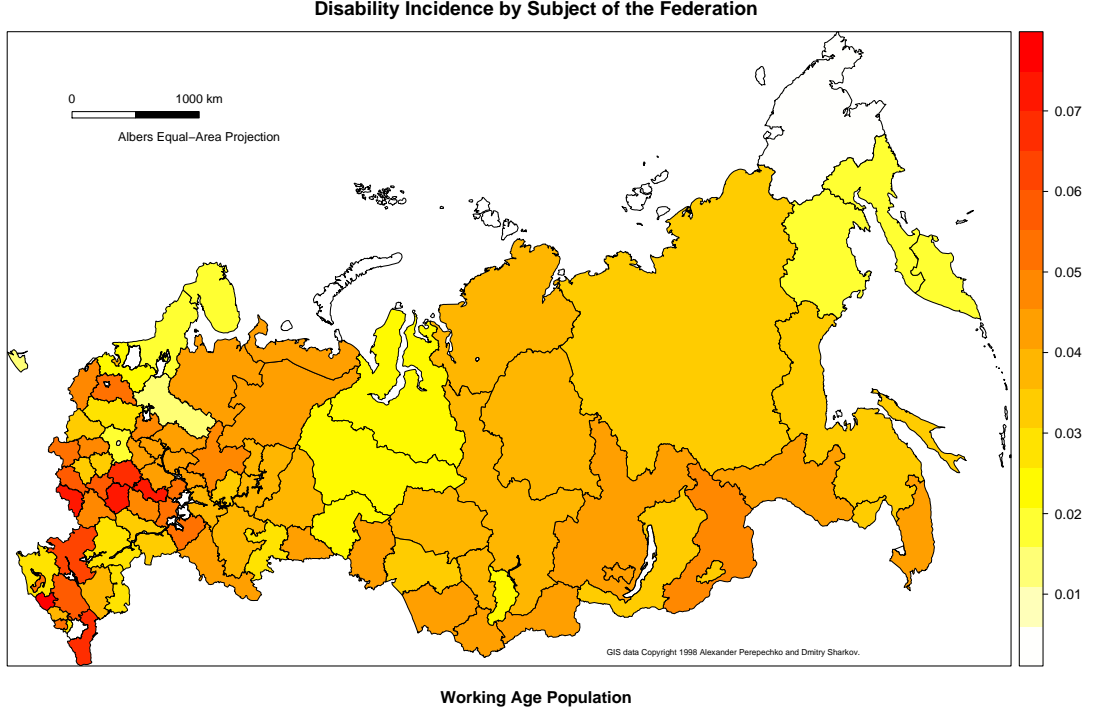 Disability Incidence by Subject of the Federation
0 1000 km
Albers Equal−Area Projection
0.07
0.06
0.05
0.04
0.03
0.02
0.01
GIS data Copyright 1998 Alexander Perepechko and Dmitry Sharkov.
Working Age Population